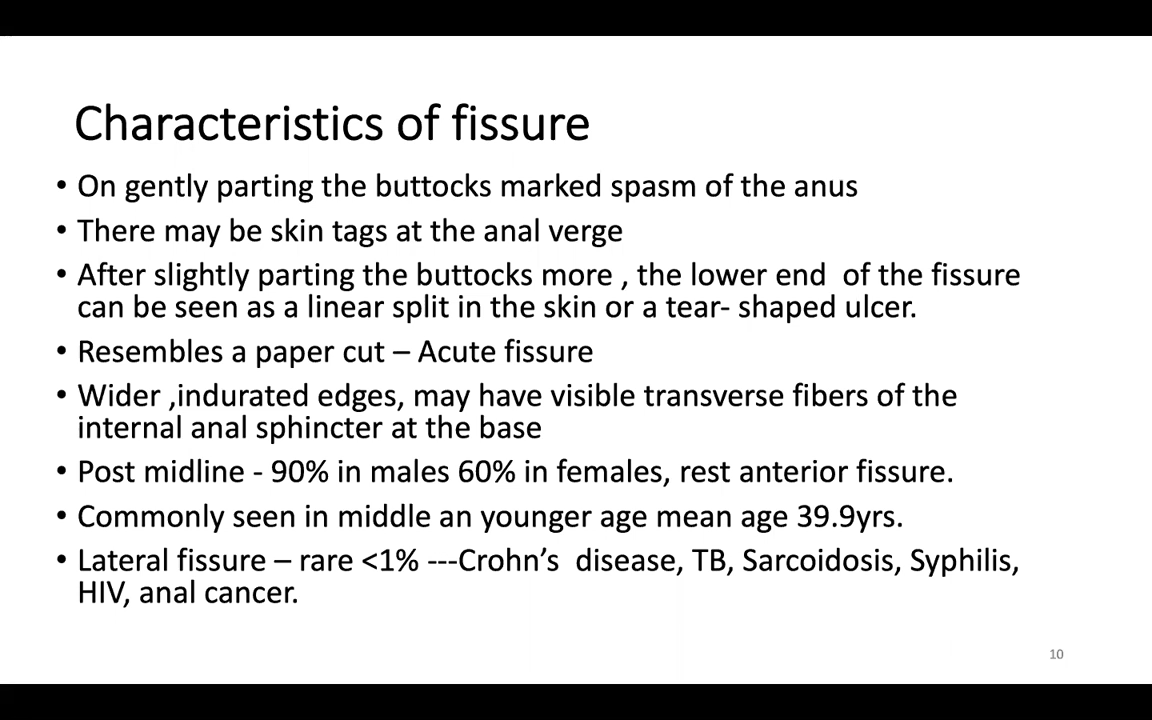 Characteristics of fissure
• On gently parting the buttocks marked spasm of the anus
• There may be skin tags at the anal verge
• After slightly parting the buttocks more , the lower end  of the fissure
can be seen as a linear split in the skin or a tear- shaped ulcer.
• Resembles a paper cut – Acute fissure
• Wider ,indurated edges, may have visible transverse fibers of the
internal anal sphincter at the base
• Post midline - 90% in males 60% in females, rest anterior fissure.
• Commonly seen in middle an younger age mean age 39.9yrs.
• Lateral fissure – rare <1% ---Crohn’s  disease, TB, Sarcoidosis, Syphilis,
HIV, anal cancer.
10